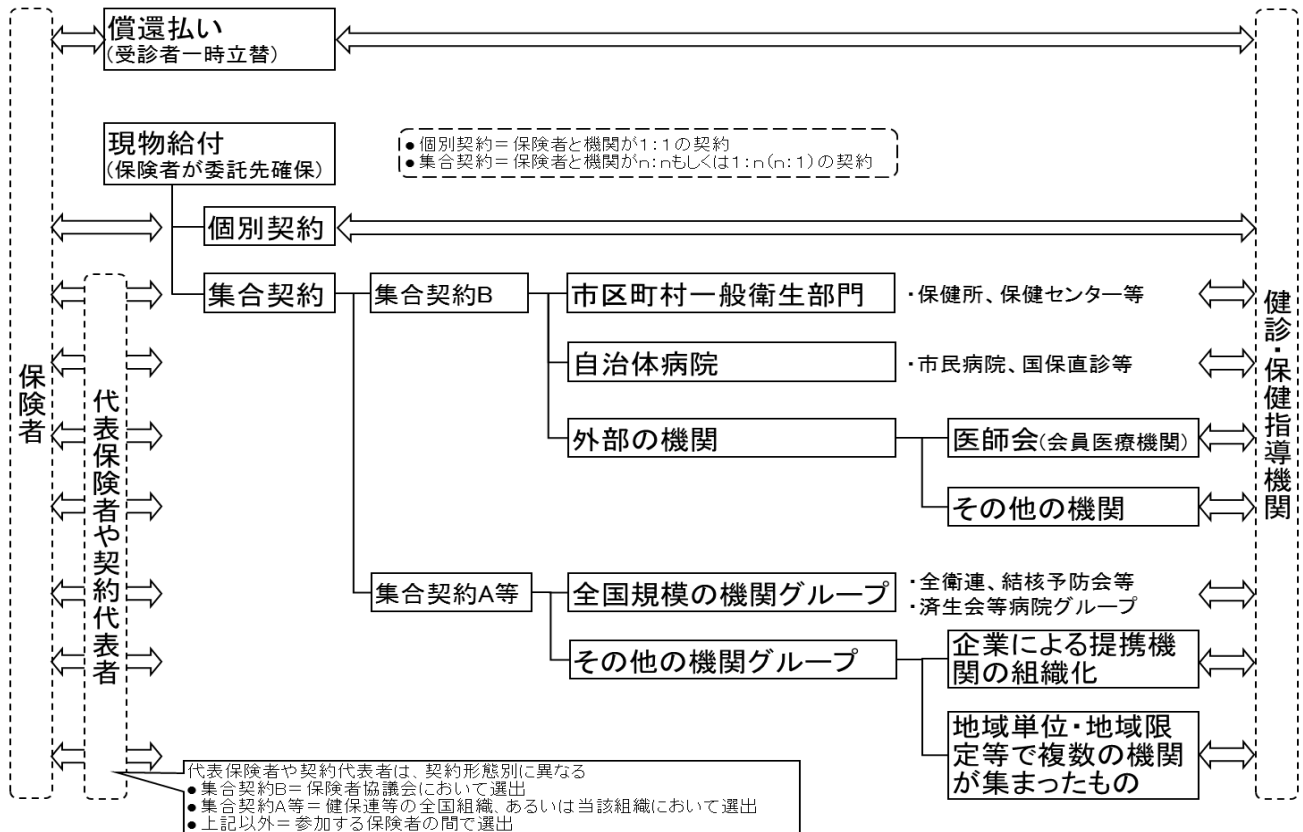 償還払い
(受診者一時立替)
現物給付
(保険者が委託先確保)
●個別契約=保険者と機関が1:1の契約
●集合契約=保険者と機関がn:nもしくは1:n(n:1)の契約
個別契約
集合契約
集合契約B
市区町村一般衛生部門
・保健所、保健センター等
自治体病院
・市民病院、国保直診等
外部の機関
医師会(会員医療機関)
その他の機関
集合契約A等
全国規模の機関グループ
・全衛連、結核予防会等
・済生会等病院グループ
その他の機関グループ
企業による提携機
関の組織化
地域単位・地域限
定等で複数の機関
が集まったもの
保険者
代表保険者や契約代表者
健診・保健指導機関
代表保険者や契約代表者は、契約形態別に異なる
●集合契約B=保険者協議会において選出
●集合契約A等=健保連等の全国組織、あるいは当該組織において選出
●上記以外=参加する保険者の間で選出